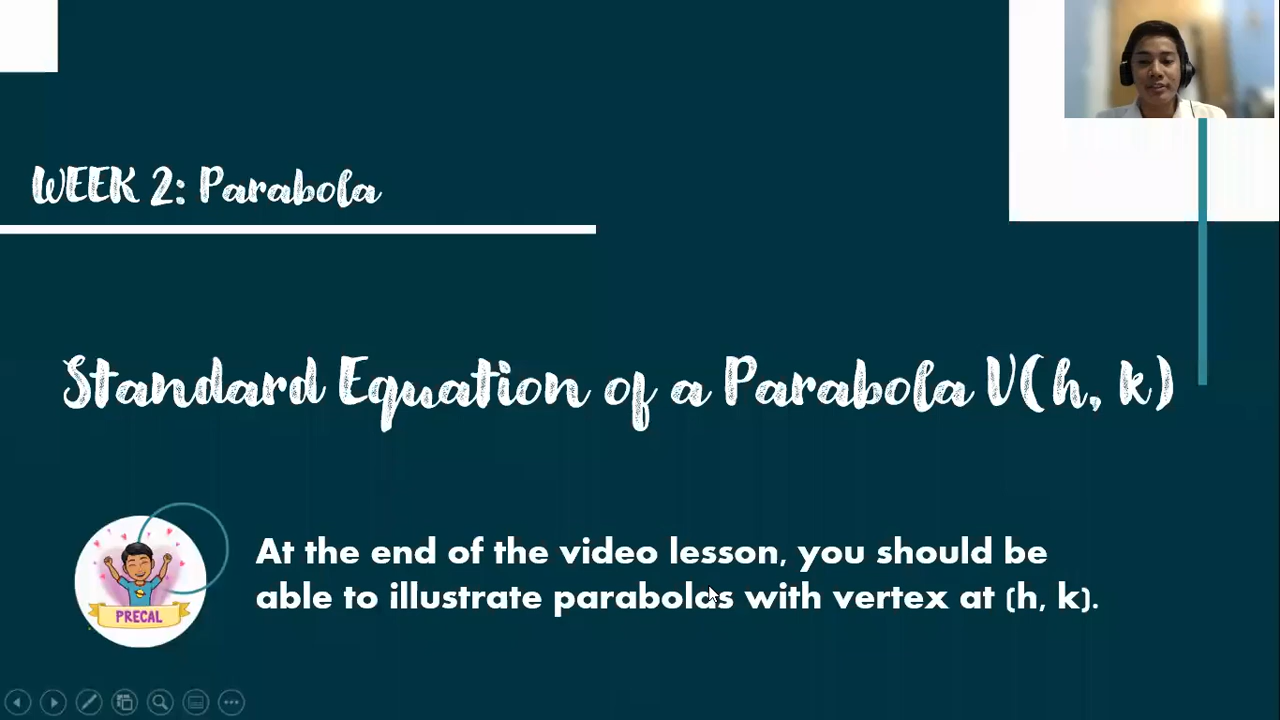 WEEK 2: Parabola
Standard Equation of a Parabola V(h, k)
At the end of the video lesson, you should be
able to illustrate parabolas with vertex at (h, k).
PRECAL